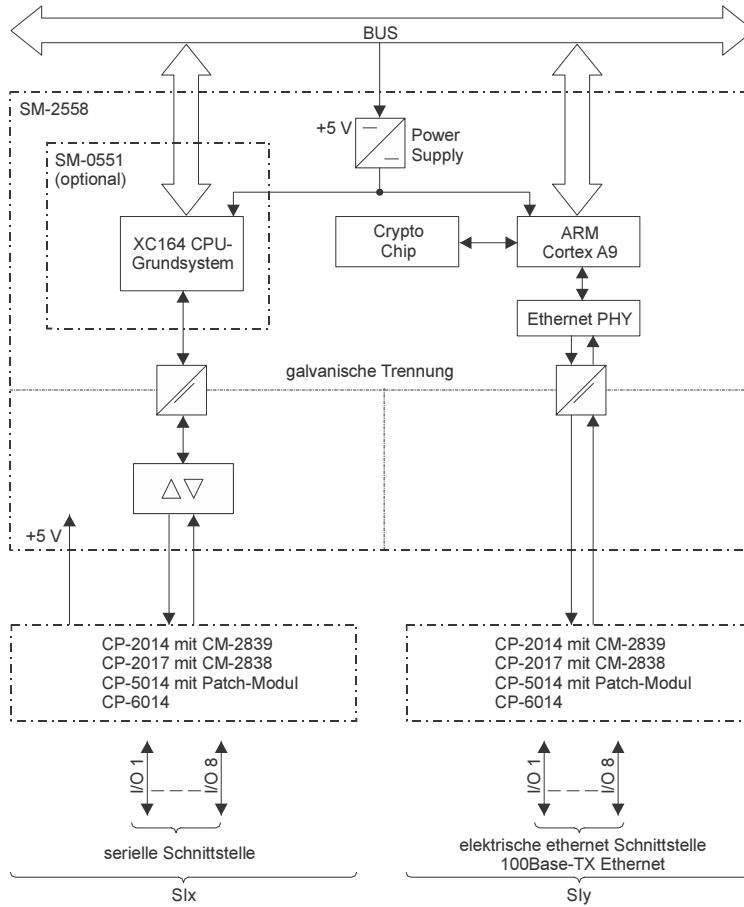 BUS
SM-2558
+5 V
Power
Supply
SM-0551
(optional)
XC164 CPU-
Grundsystem
Crypto
Chip
ARM
Cortex A9
Ethernet PHY
galvanische Trennung
+5 V
CP-2014 mit CM-2839
CP-2017 mit CM-2838
CP-5014 mit Patch-Modul
CP-6014
CP-2014 mit CM-2839
CP-2017 mit CM-2838
CP-5014 mit Patch-Modul
CP-6014
I/O 1
I/O 8
I/O 1
I/O 8
serielle Schnittstelle
elektrische ethernet Schnittstelle
100Base-TX Ethernet
SIx
SIy